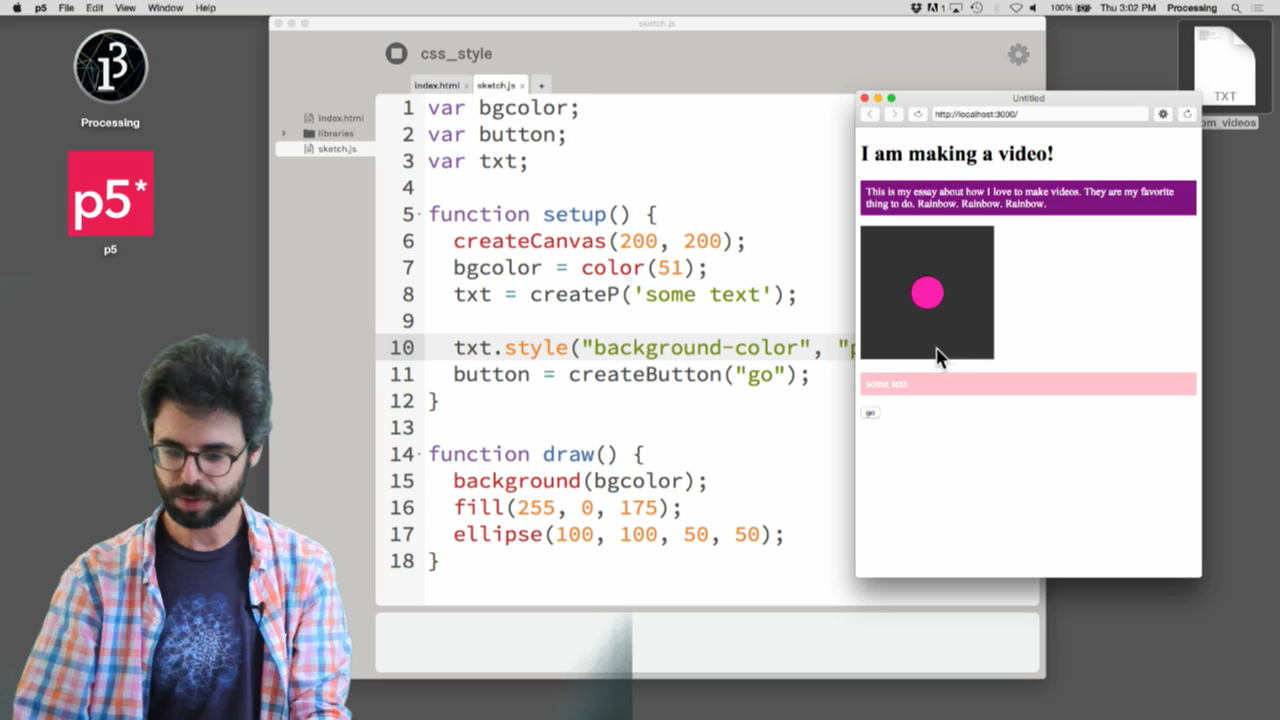 p5 File Edit View Window Help
1 100% Thu 3:02 PM Processing
sketch.js
css_style
index.html × sketch.js × +
index.html
libraries
sketch.js
1 var bgcolor;
2 var button;
3 var txt;
4
5 function setup() {
6 createCanvas(200, 200);
7 bgcolor = color(51);
8 txt = createP('some text');
9
10 txt.style("background-color", "p
11 button = createButton("go");
12 }
13
14 function draw() {
15 background(bgcolor);
16 fill(255, 0, 175);
17 ellipse(100, 100, 50, 50);
18 }
Processing
p5*
p5
TXT
om_videos
Untitled
http://localhost:3000/
I am making a video!
This is my essay about how I love to make videos. They are my favorite
thing to do. Rainbow. Rainbow. Rainbow.
some text
go